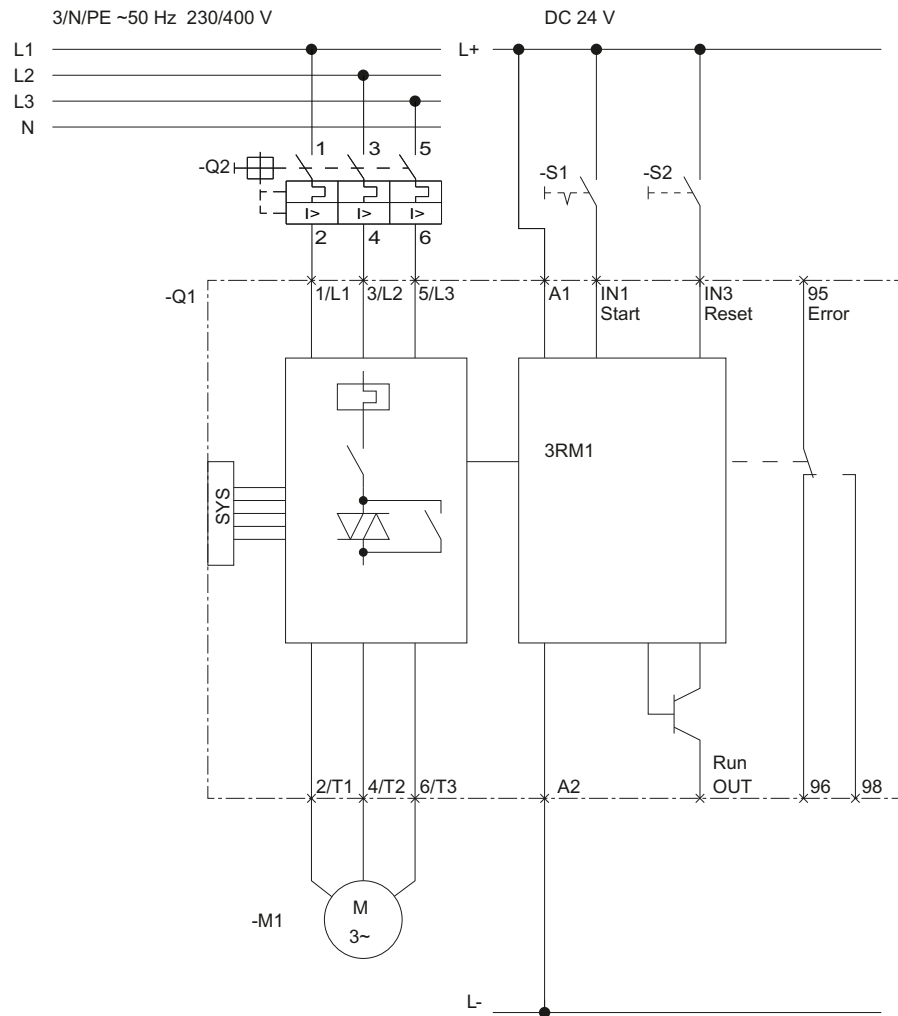 3/N/PE ~50 Hz 230/400 V DC 24 V
L1 L+
L2
L3
N
1 3 5
-Q2
I> I> I>
2 4 6
-S1 -S2
-Q1 1/L1 3/L2 5/L3 A1 IN1 IN3 95
Start Reset Error
3RM1
SYS
Run
2/T1 4/T2 6/T3 A2 OUT 96 98
-M1 M
3~
L-